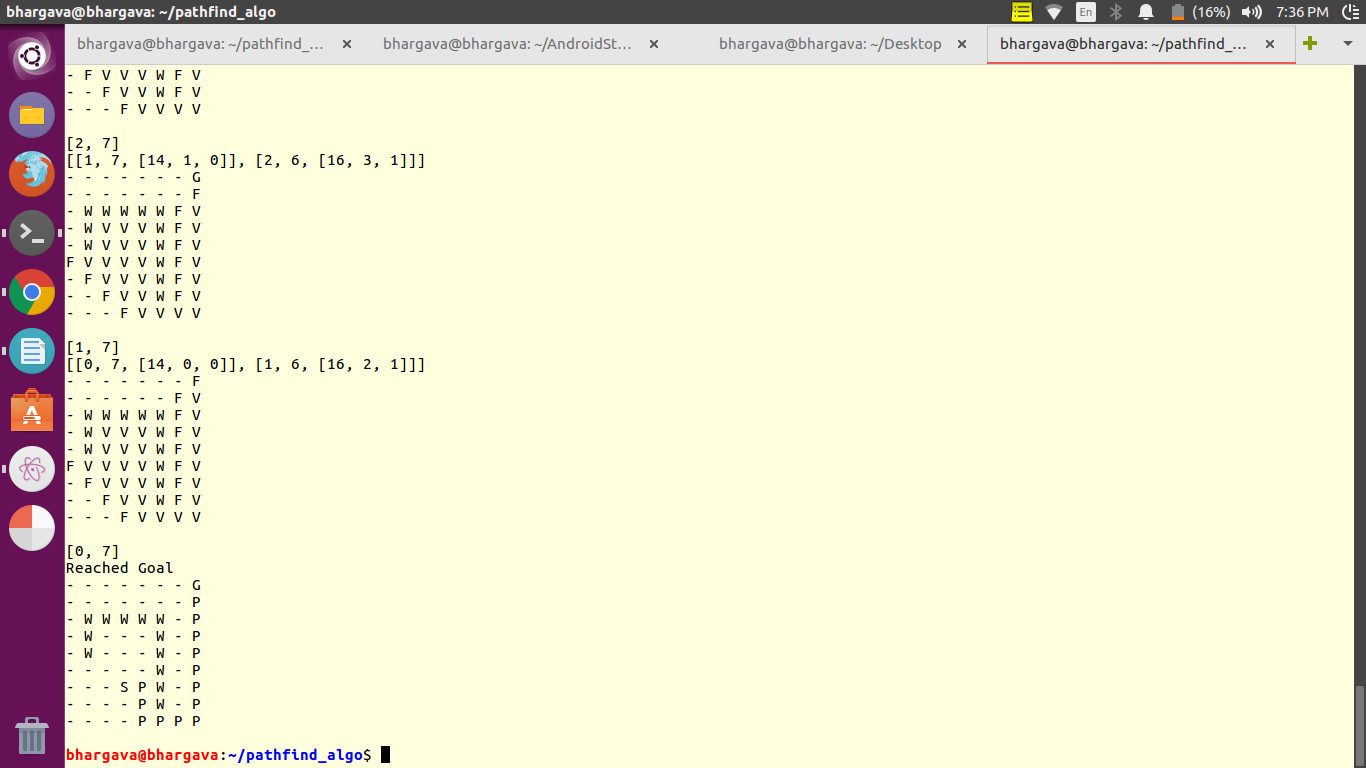 bhargava@bhargava: ~/pathfind_algo
En
(16%)
7:36 PM
bhargava@bhargava: ~/pathfind_...
bhargava@bhargava: ~/AndroidSt...
bhargava@bhargava: ~/Desktop
bhargava@bhargava: ~/pathfind_...
- F V V V W F V
- - F V V W F V
- - - F V V V V
[2, 7]
[[1, 7, [14, 1, 0]], [2, 6, [16, 3, 1]]]
- - - - - - - G
- - - - - - - F
- W W W W W F V
- W V V V W F V
- W V V V W F V
F V V V V W F V
- F V V V W F V
- - F V V W F V
- - - F V V V V
[1, 7]
[[0, 7, [14, 0, 0]], [1, 6, [16, 2, 1]]]
- - - - - - - F
- - - - - - F V
- W W W W W F V
- W V V V W F V
- W V V V W F V
F V V V V W F V
- F V V V W F V
- - F V V W F V
- - - F V V V V
[0, 7]
Reached Goal
- - - - - - - G
- - - - - - - P
- W W W W W - P
- W - - - W - P
- W - - - W - P
- - - - - W - P
- - - S P W - P
- - - - P W - P
- - - - P P P P
bhargava@bhargava:~/pathfind_algo$